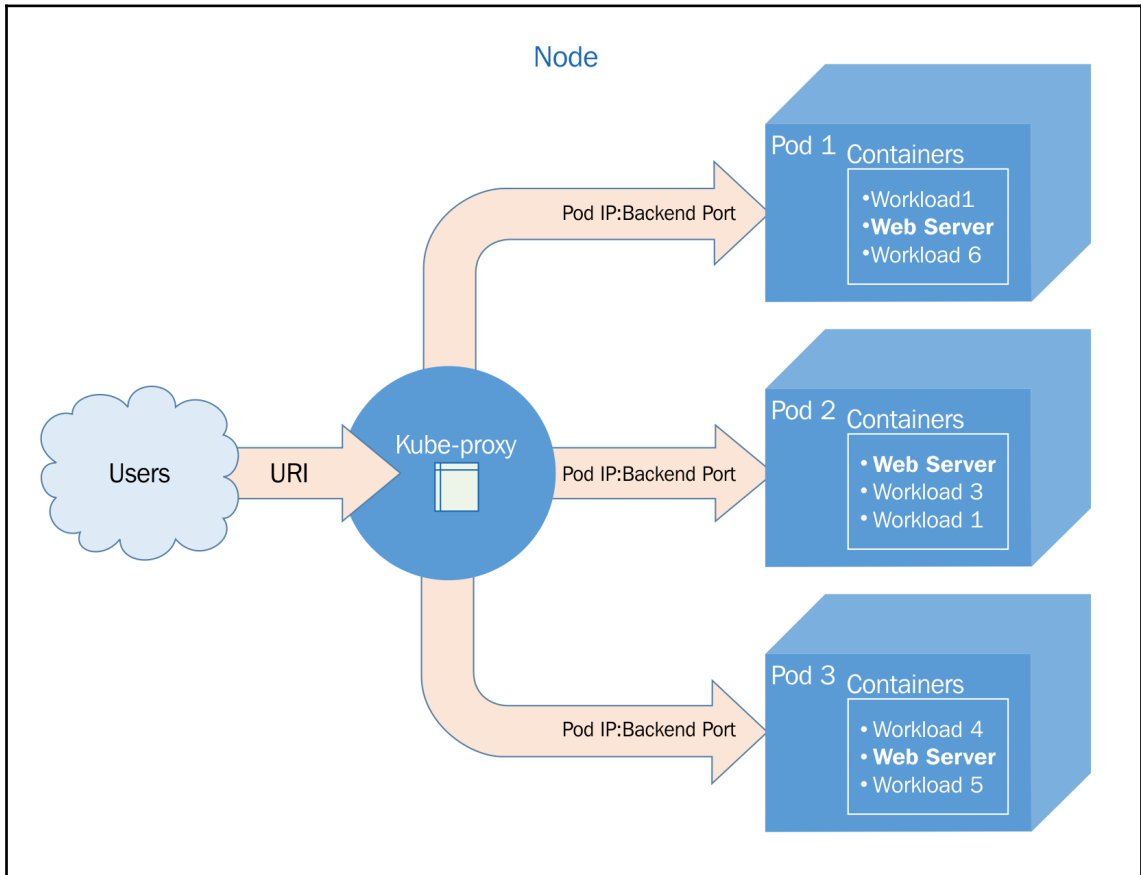 Node
Users
URI
Kube-proxy
Pod IP:Backend Port
Pod 1
Containers
•Workload1
•Web Server
•Workload 6
Pod IP:Backend Port
Pod 2
Containers
• Web Server
• Workload 3
• Workload 1
Pod IP:Backend Port
Pod 3
Containers
• Workload 4
• Web Server
• Workload 5